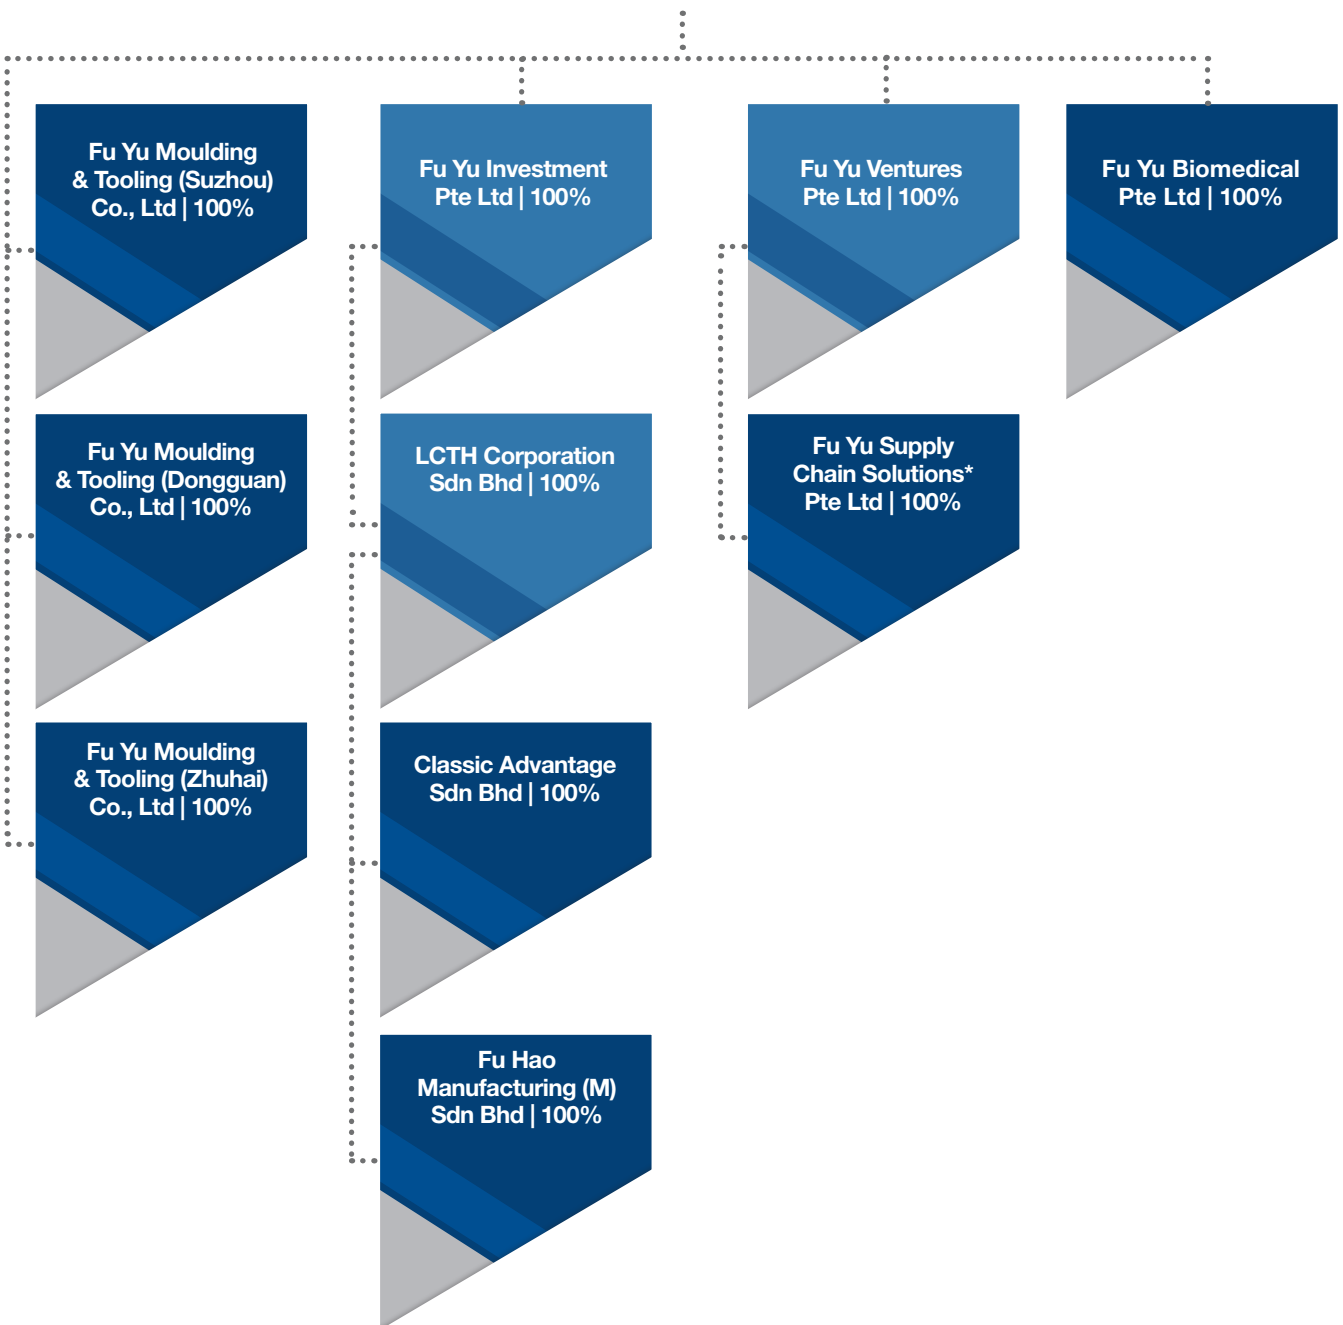 Fu Yu Moulding
& Tooling (Suzhou)
Co., Ltd | 100%
Fu Yu Investment
Pte Ltd | 100%
Fu Yu Ventures
Pte Ltd | 100%
Fu Yu Biomedical
Pte Ltd | 100%
Fu Yu Moulding
& Tooling (Dongguan)
Co., Ltd | 100%
LCTH Corporation
Sdn Bhd | 100%
Fu Yu Supply
Chain Solutions*
Pte Ltd | 100%
Fu Yu Moulding
& Tooling (Zhuhai)
Co., Ltd | 100%
Classic Advantage
Sdn Bhd | 100%
Fu Hao
Manufacturing (M)
Sdn Bhd | 100%